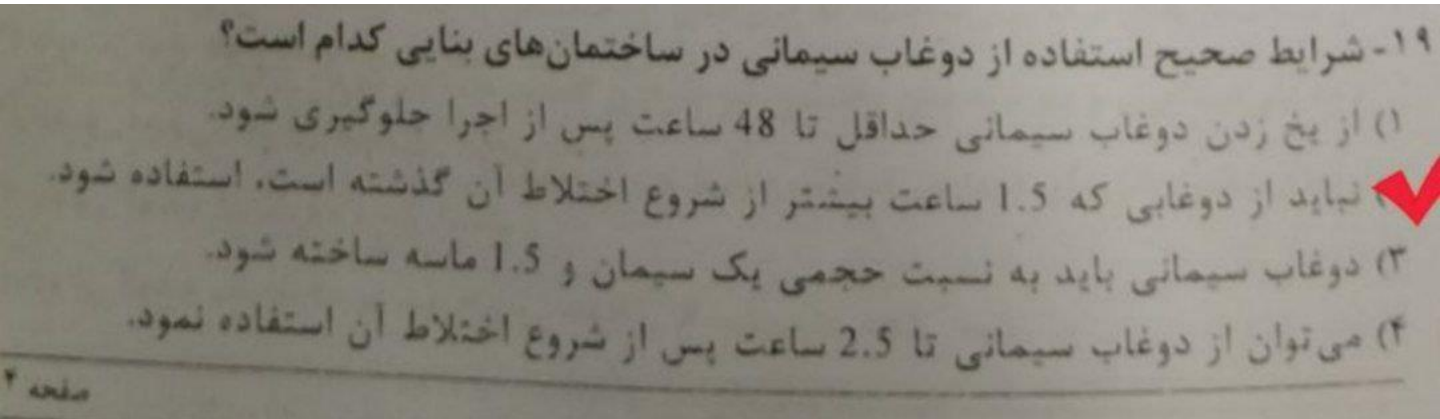 ۱۹- شرایط صحیح استفاده از دوغاب سیمانی در ساختمان‌های بنایی کدام است؟
۱) از یخ زدن دوغاب سیمانی حداقل تا 48 ساعت پس از اجرا جلوگیری شود.
نباید از دوغابی که 1.5 ساعت بیشتر از شروع اختلاط آن گذشته است، استفاده شود.
۳) دوغاب سیمانی باید به نسبت حجمی یک سیمان و 1.5 ماسه ساخته شود.
۴) می‌توان از دوغاب سیمانی تا 2.5 ساعت پس از شروع اختلاط آن استفاده نمود.
صفحه ۴